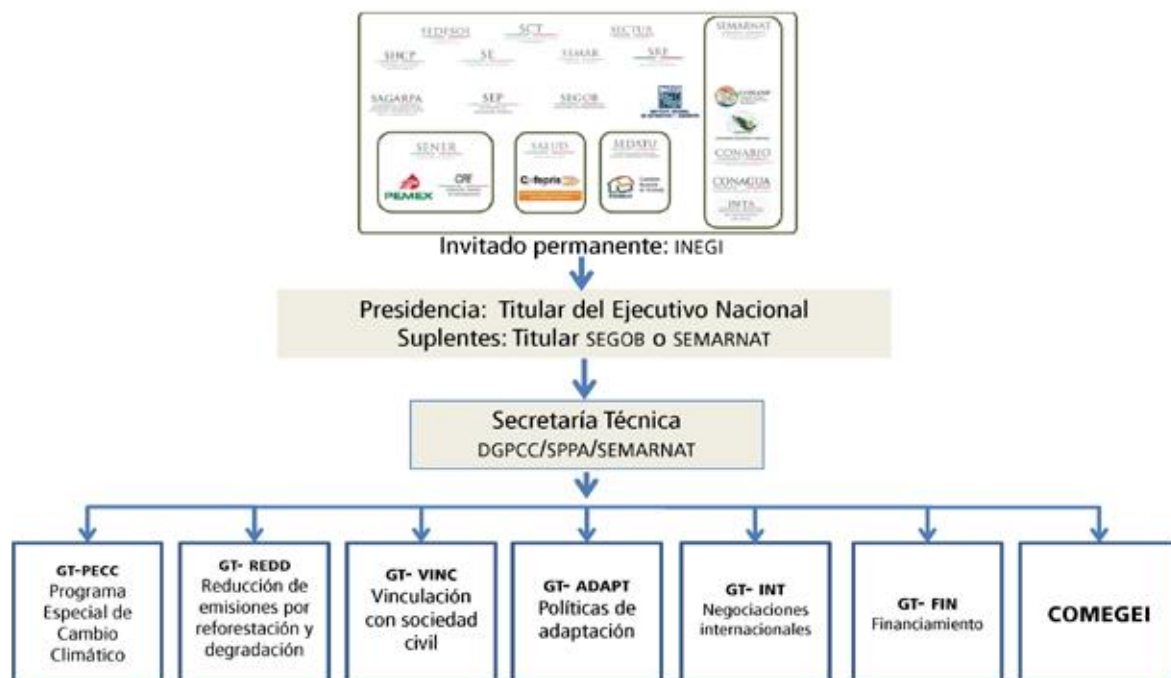 SEDESOL
SCT
SECTUR
SEMARNAT
SHCP
SE
SEMAR
SRE
SAGARPA
SEP
SEGOB
CONANP
SENER
SALUD
SEDATU
CONABIO
PEMEX
CFE
Cofepris
CONAGUA
IMTA
Invitado permanente: INEGI
Presidencia: Titular del Ejecutivo Nacional
Suplentes: Titular SEGOB o SEMARNAT
Secretaría Técnica
DGPCC/SPPA/SEMARNAT
GT-PECC
Programa
Especial de
Cambio
Climático
GT- REDD
Reducción de
emisiones por
reforestación y
degradación
GT- VINC
Vinculación
con sociedad
civil
GT- ADAPT
Políticas de
adaptación
GT- INT
Negociaciones
internacionales
GT- FIN
Financiamiento
COMEGEI